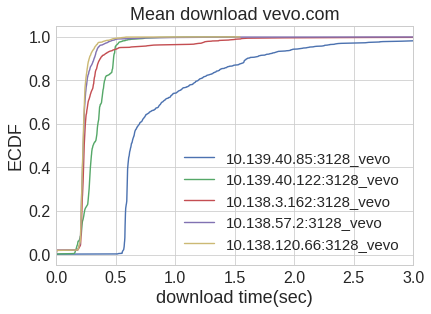 Mean download vevo.com
1.0
0.8
0.6
0.4
0.2
0.0
ECDF
10.139.40.85:3128_vevo
10.139.40.122:3128_vevo
10.138.3.162:3128_vevo
10.138.57.2:3128_vevo
10.138.120.66:3128_vevo
0.0 0.5 1.0 1.5 2.0 2.5 3.0
download time(sec)